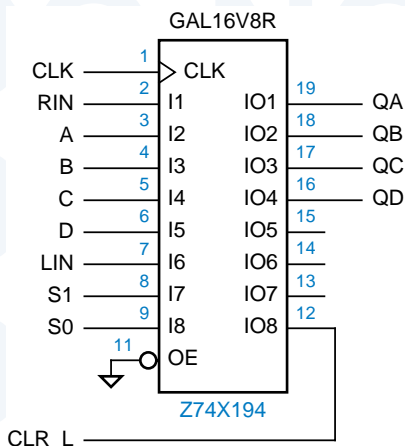 GAL16V8R
CLK 1 CLK
RIN 2 I1 IO1 19 QA
A 3 I2 IO2 18 QB
B 4 I3 IO3 17 QC
C 5 I4 IO4 16 QD
D 6 I5 IO5 15
LIN 7 I6 IO6 14
S1 8 I7 IO7 13
S0 9 I8 IO8 12
11 OE
Z74X194
CLR_L